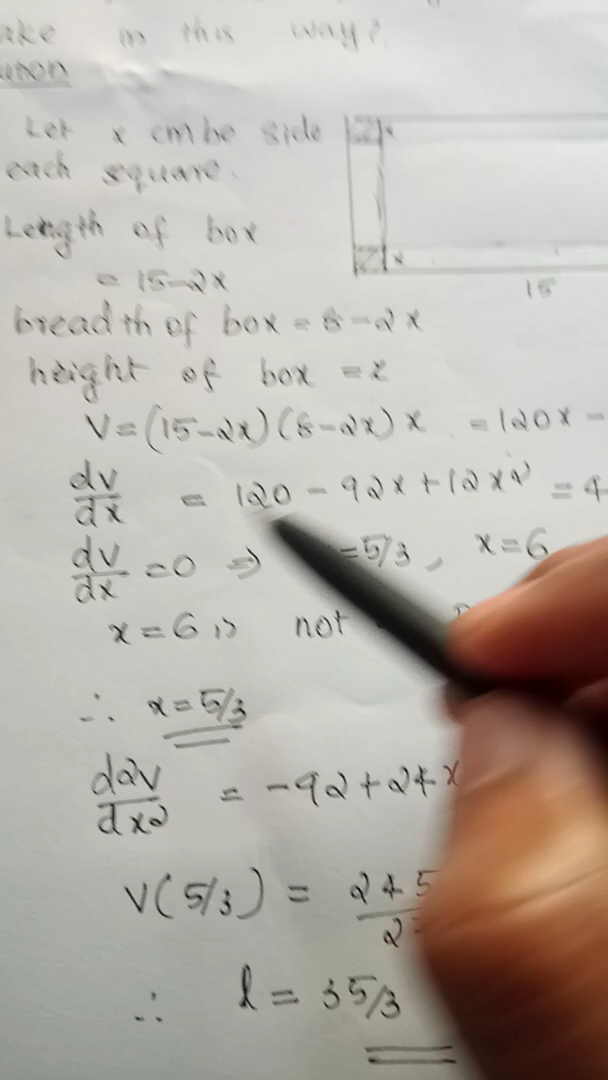 ake in this way?
Let x cm be side
each square.
Length of box
= 15-2x
15
breadth of box = 8-2x
height of box = x
V=(15-2x)(8-2x)x = 120x -
dv/dx = 120 - 92x + 12x² = 4
dv/dx = 0 ⇒ =5/3, x=6
x = 6 is not
∴ x = 5/3
d2v/dx2 = -92 + 24x
V(5/3) = 245
∴ l = 35/3